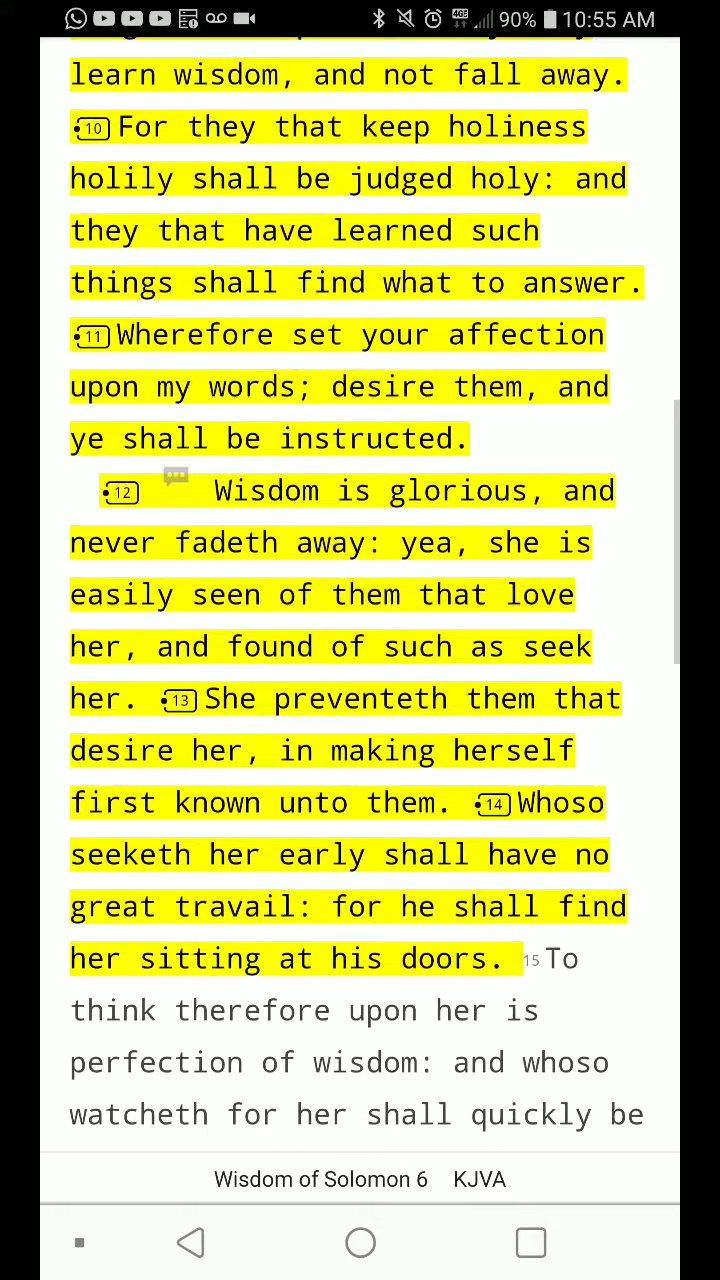 4GE 90% 10:55 AM
learn wisdom, and not fall away.
10 For they that keep holiness
holily shall be judged holy: and
they that have learned such
things shall find what to answer.
11 Wherefore set your affection
upon my words; desire them, and
ye shall be instructed.
12 Wisdom is glorious, and
never fadeth away: yea, she is
easily seen of them that love
her, and found of such as seek
her. 13 She preventeth them that
desire her, in making herself
first known unto them. 14 Whoso
seeketh her early shall have no
great travail: for he shall find
her sitting at his doors. 15 To
think therefore upon her is
perfection of wisdom: and whoso
watcheth for her shall quickly be
Wisdom of Solomon 6 KJVA